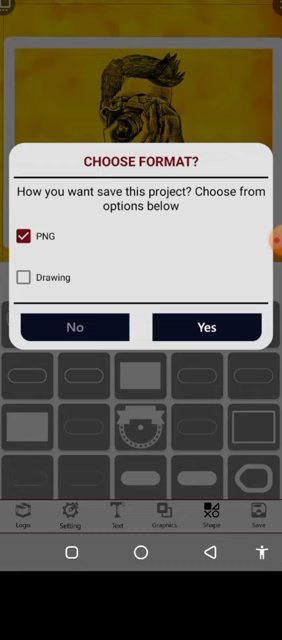 CHOOSE FORMAT?
How you want save this project? Choose from
options below
PNG
Drawing
No
Yes
Logo
Setting
Text
Graphics
Shape
Save